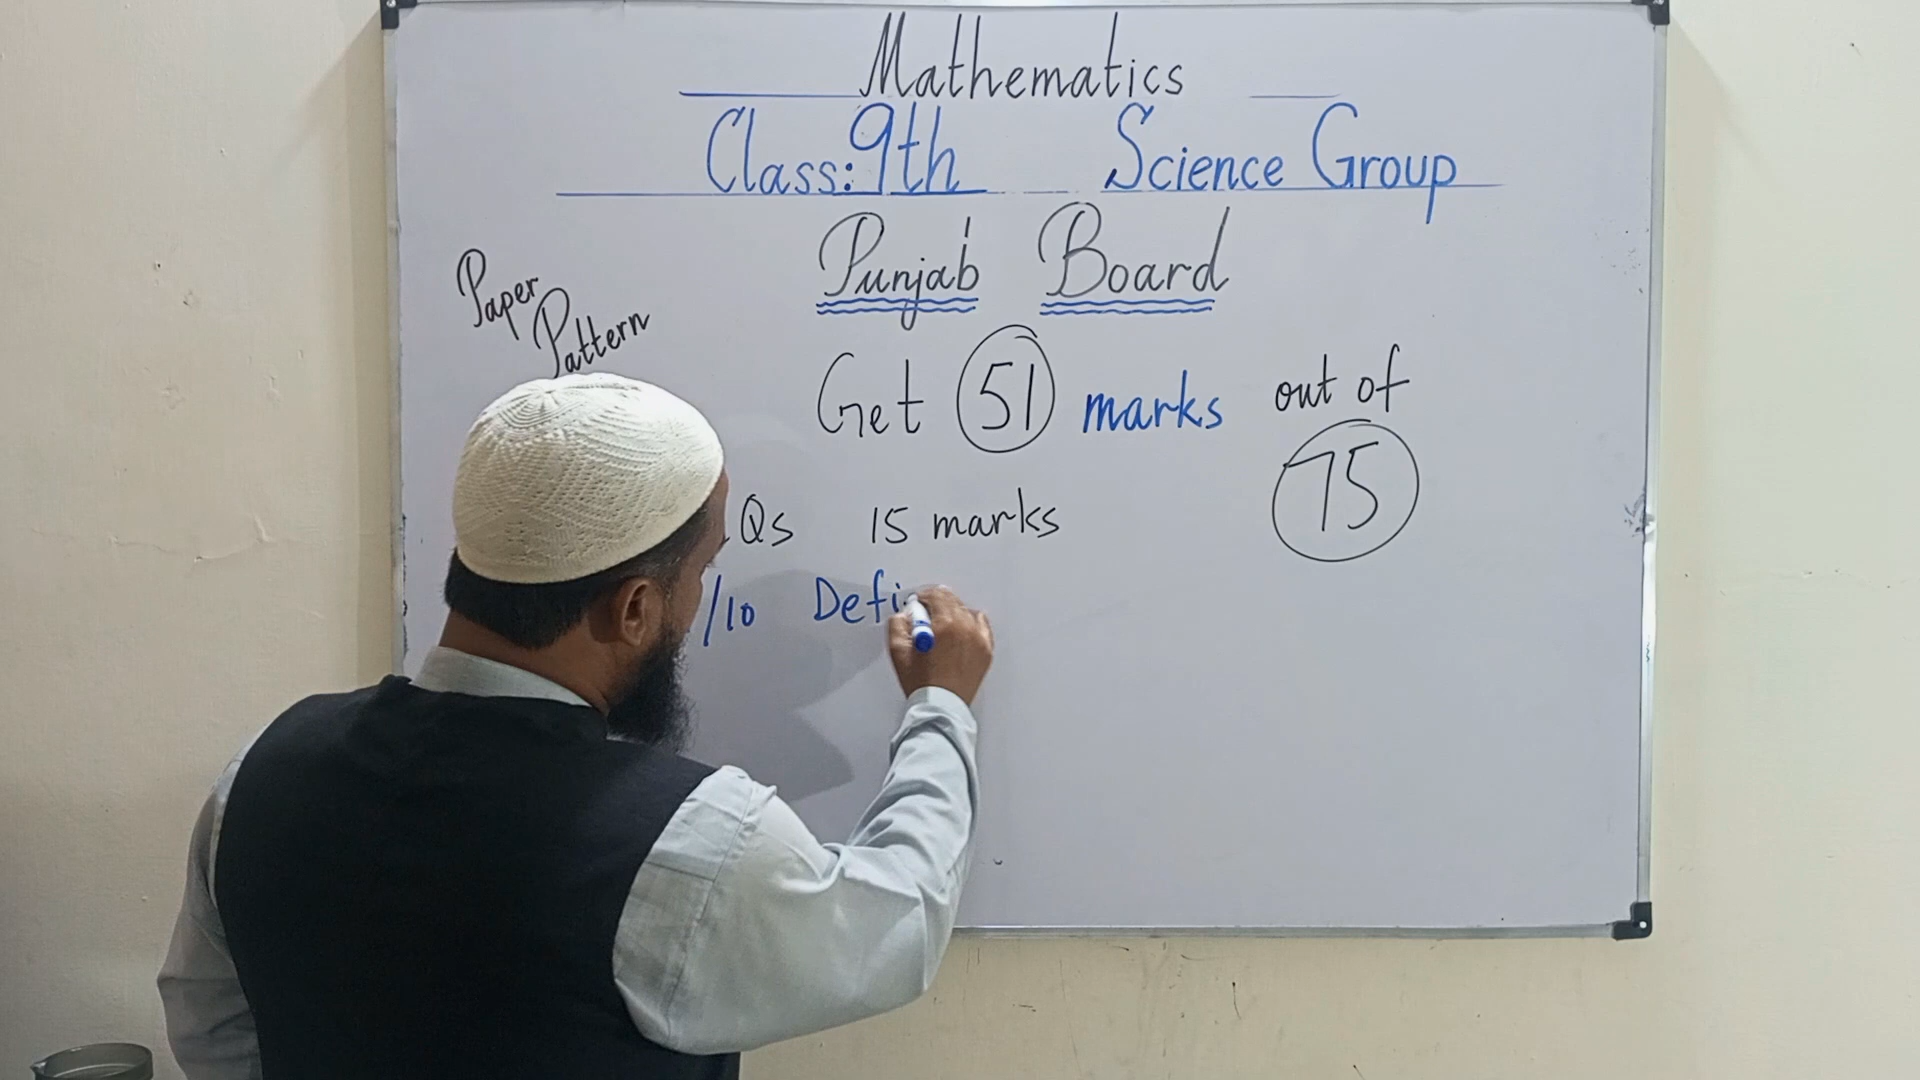 Mathematics
Class: 9th Science Group
Punjab Board
Paper
Pattern
Get 51 marks out of
75
Qs 15 marks
/10 Defi